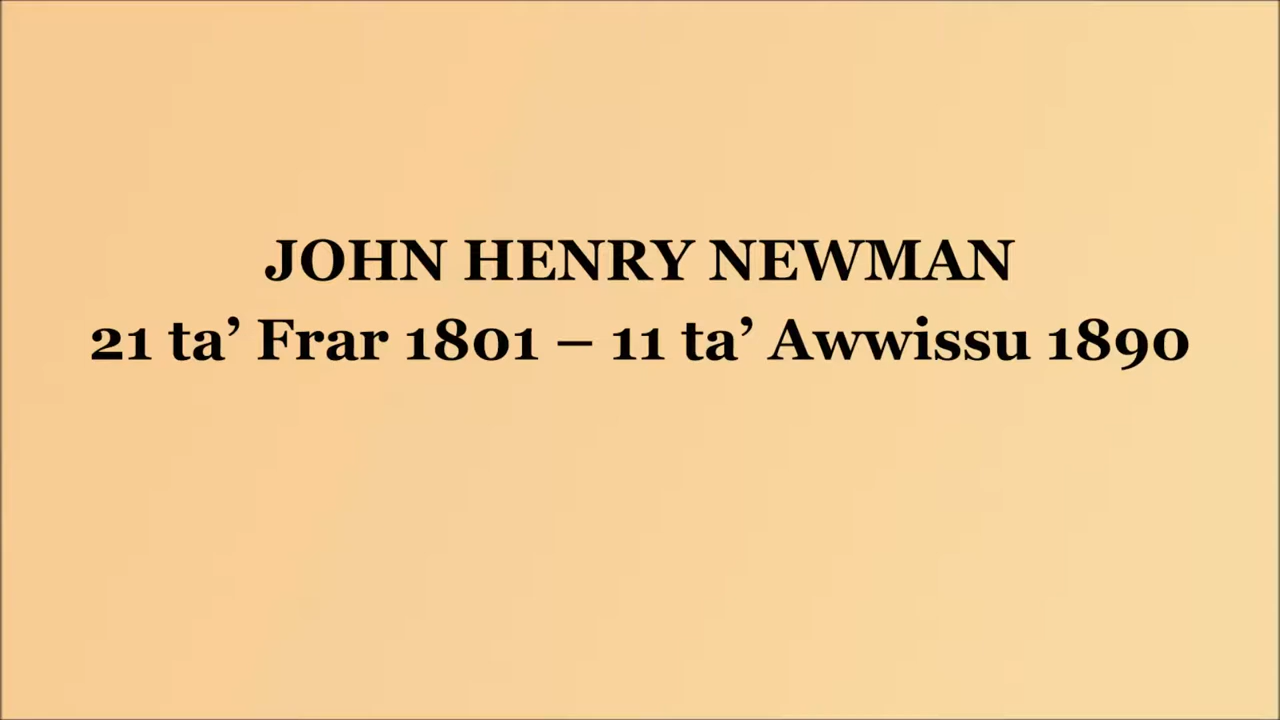 JOHN HENRY NEWMAN
21 ta’ Frar 1801 – 11 ta’ Awwissu 1890